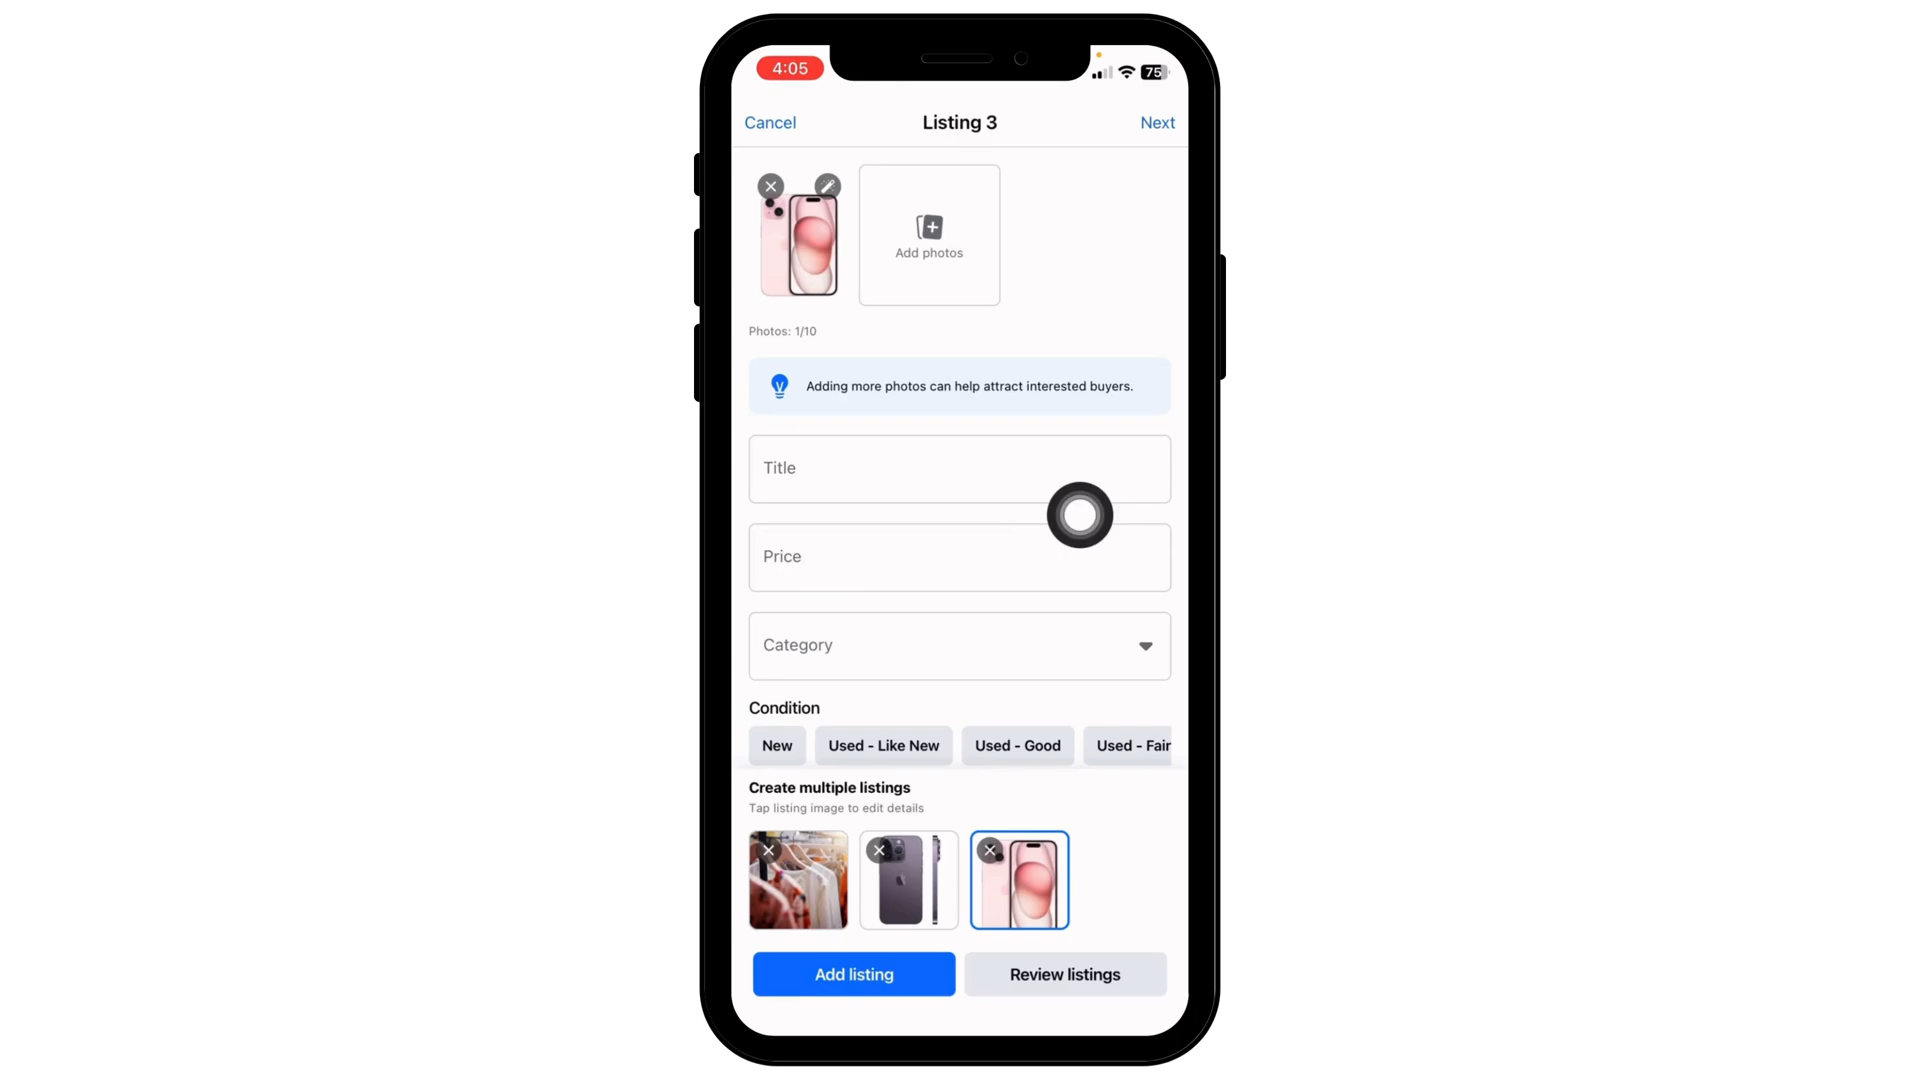 4:05
75
Cancel
Listing 3
Next
Add photos
Photos: 1/10
Adding more photos can help attract interested buyers.
Title
Price
Category
Condition
New
Used - Like New
Used - Good
Used - Fair
Create multiple listings
Tap listing image to edit details
Add listing
Review listings